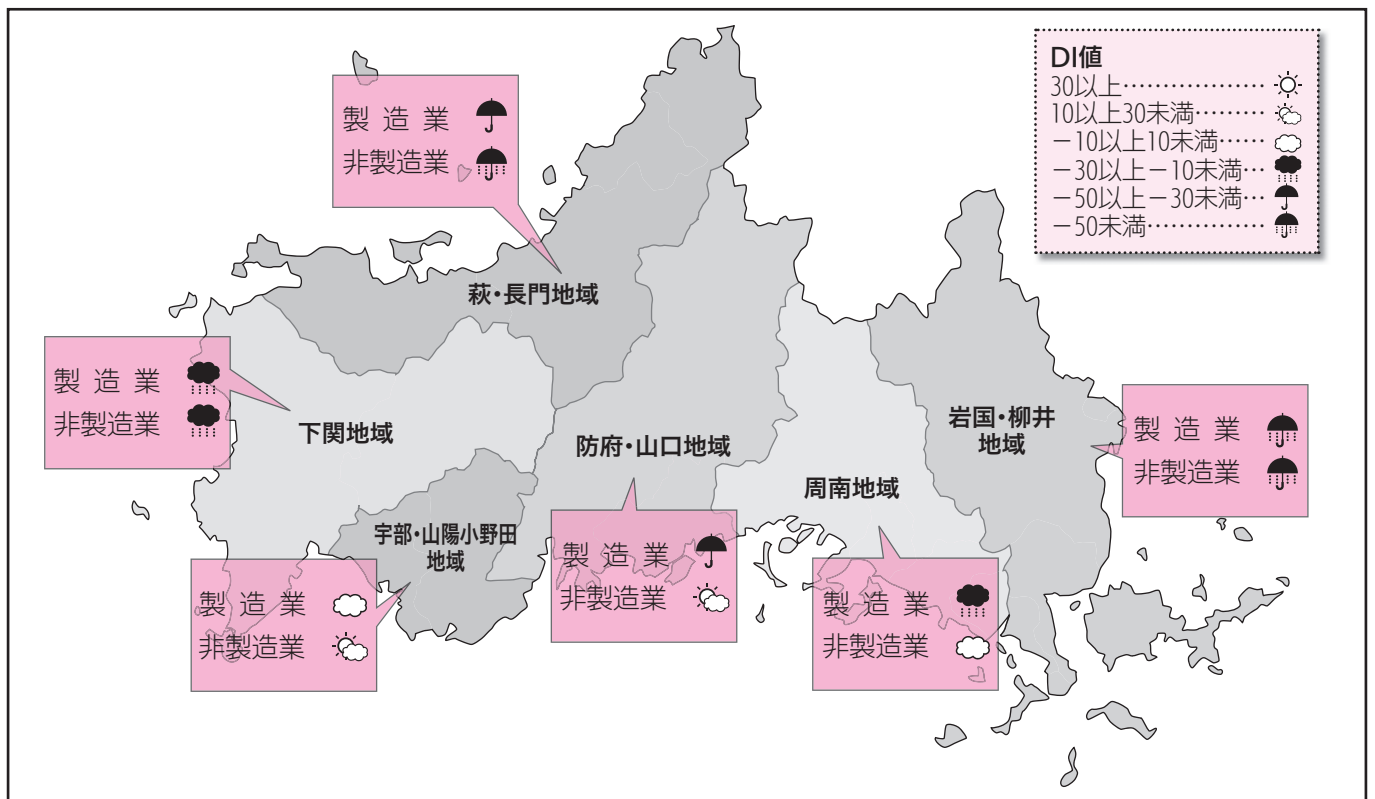 DI値
30以上………………
10以上30未満………
−10以上10未満……
−30以上−10未満…
−50以上−30未満…
−50未満……………
製造業
非製造業
萩・長門地域
製造業
非製造業
下関地域
製造業
非製造業
宇部・山陽小野田
地域
製造業
非製造業
防府・山口地域
製造業
非製造業
周南地域
製造業
非製造業
岩国・柳井
地域